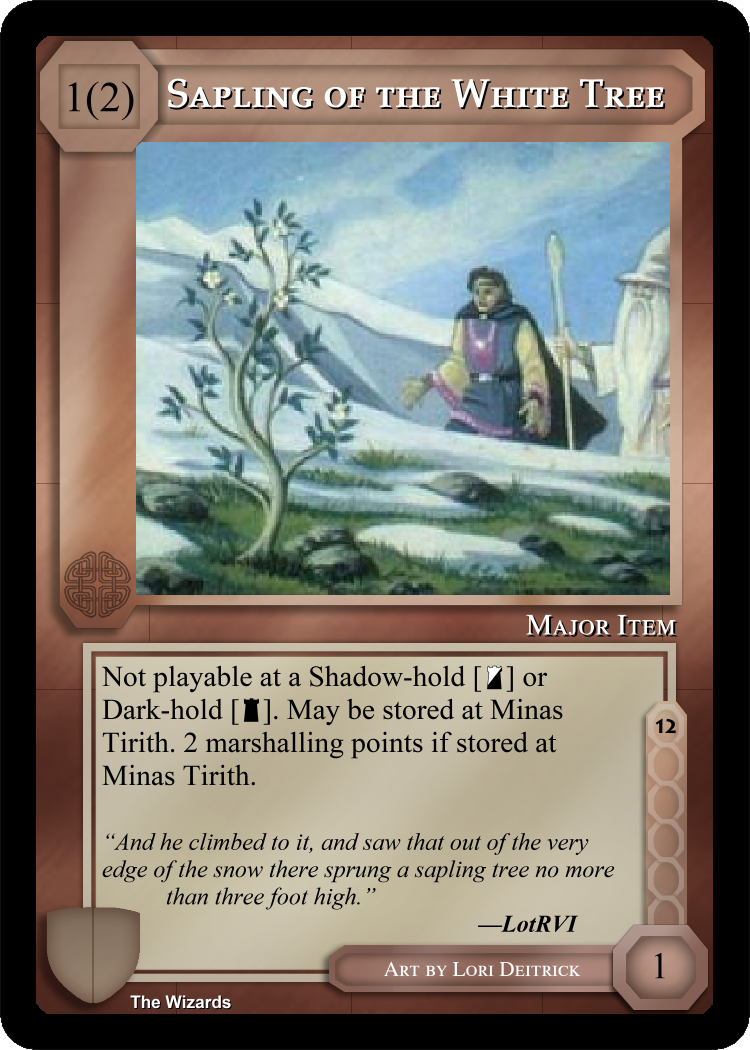 1(2)
Sapling of the White Tree
Major Item
Not playable at a Shadow-hold [] or
Dark-hold []. May be stored at Minas
Tirith. 2 marshalling points if stored at
Minas Tirith.
12
“And he climbed to it, and saw that out of the very
edge of the snow there sprung a sapling tree no more
than three foot high.”
—LotRVI
Art by Lori Deitrick
1
The Wizards